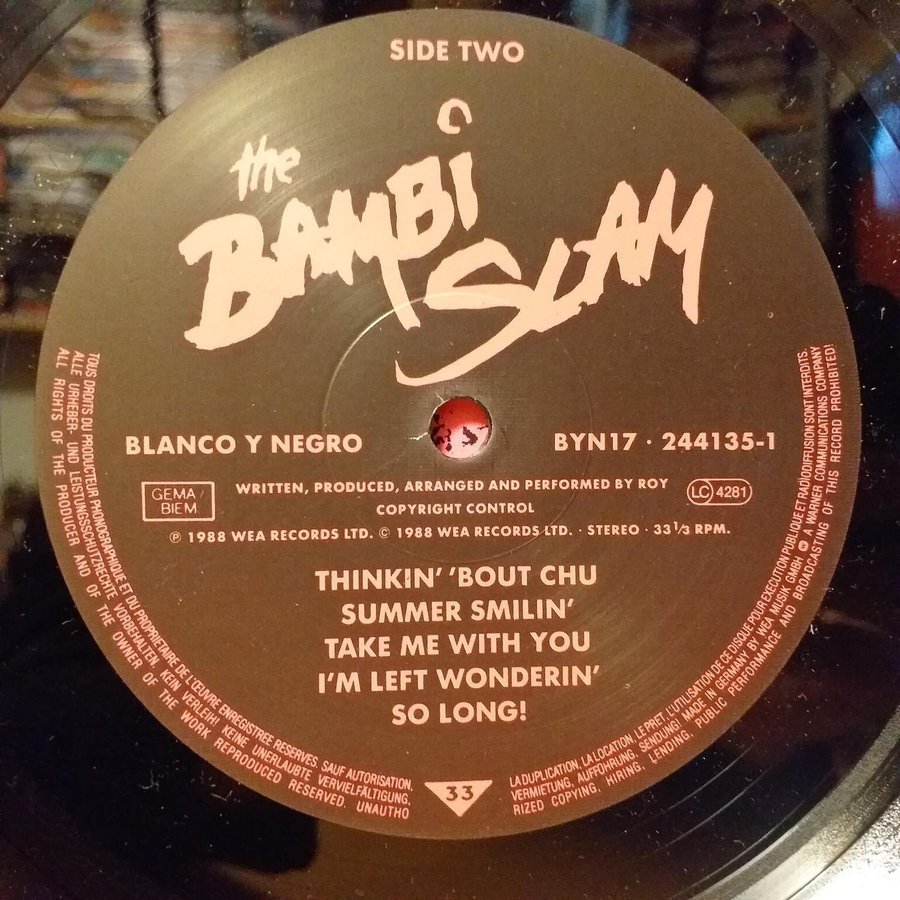 SIDE TWO
the
BAMBi
SLAM
BLANCO Y NEGRO
BYN17 · 244135-1
GEMA/
BIEM
WRITTEN, PRODUCED, ARRANGED AND PERFORMED BY ROY
LC 4281
COPYRIGHT CONTROL
℗ 1988 WEA RECORDS LTD. © 1988 WEA RECORDS LTD. · STEREO · 33⅓ RPM.
THINKIN' 'BOUT CHU
SUMMER SMILIN'
TAKE ME WITH YOU
I'M LEFT WONDERIN'
SO LONG!
33
TOUS DROITS DU PRODUCTEUR PHONOGRAPHIQUE ET DU PROPRIETAIRE DE L'ŒUVRE ENREGISTREE RESERVES. SAUF AUTORISATION,
LA DUPLICATION, LA LOCATION, LE PRET, L'UTILISATION DE CE DISQUE POUR EXECUTION PUBLIQUE ET RADIODIFFUSION SONT INTERDITS.
ALLE URHEBER- UND LEISTUNGSSCHUTZRECHTE VORBEHALTEN. KEIN VERLEIH! KEINE UNERLAUBTE VERVIELFÄLTIGUNG,
VERMIETUNG, AUFFÜHRUNG, SENDUNG! MADE IN GERMANY BY WEA MUSIK GMBH A WARNER COMMUNICATIONS COMPANY
ALL RIGHTS OF THE PRODUCER AND OF THE OWNER OF THE WORK REPRODUCED RESERVED. UNAUTHO
RIZED COPYING, HIRING, LENDING, PUBLIC PERFORMANCE AND BROADCASTING OF THIS RECORD PROHIBITED!